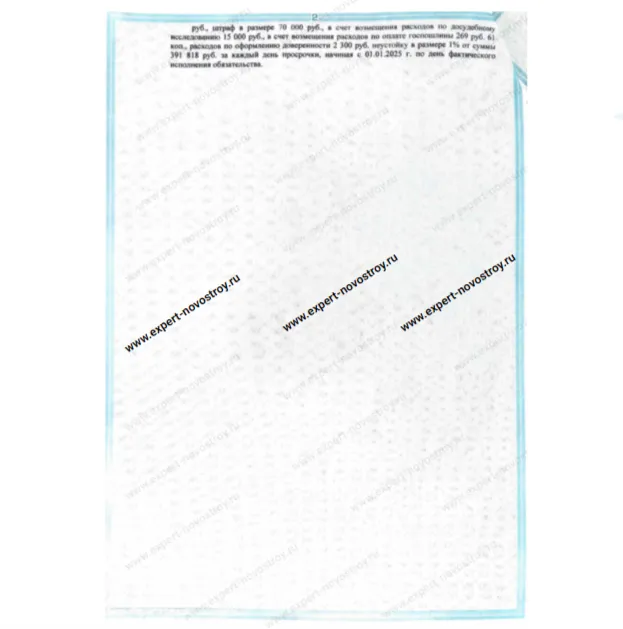 2
руб., штраф в размере 70 000 руб., в счет возмещения расходов по досудебному
исследованию 15 000 руб., в счет возмещения расходов по оплате госпошлины 269 руб. 61
коп., расходов по оформлению доверенности 2 300 руб. неустойку в размере 1% от суммы
391 818 руб. за каждый день просрочки, начиная с 01.01.2025 г. по день фактического
исполнения обязательства.
www.expert-novostroy.ru
www.expert-novostroy.ru
www.expert-novostroy.ru